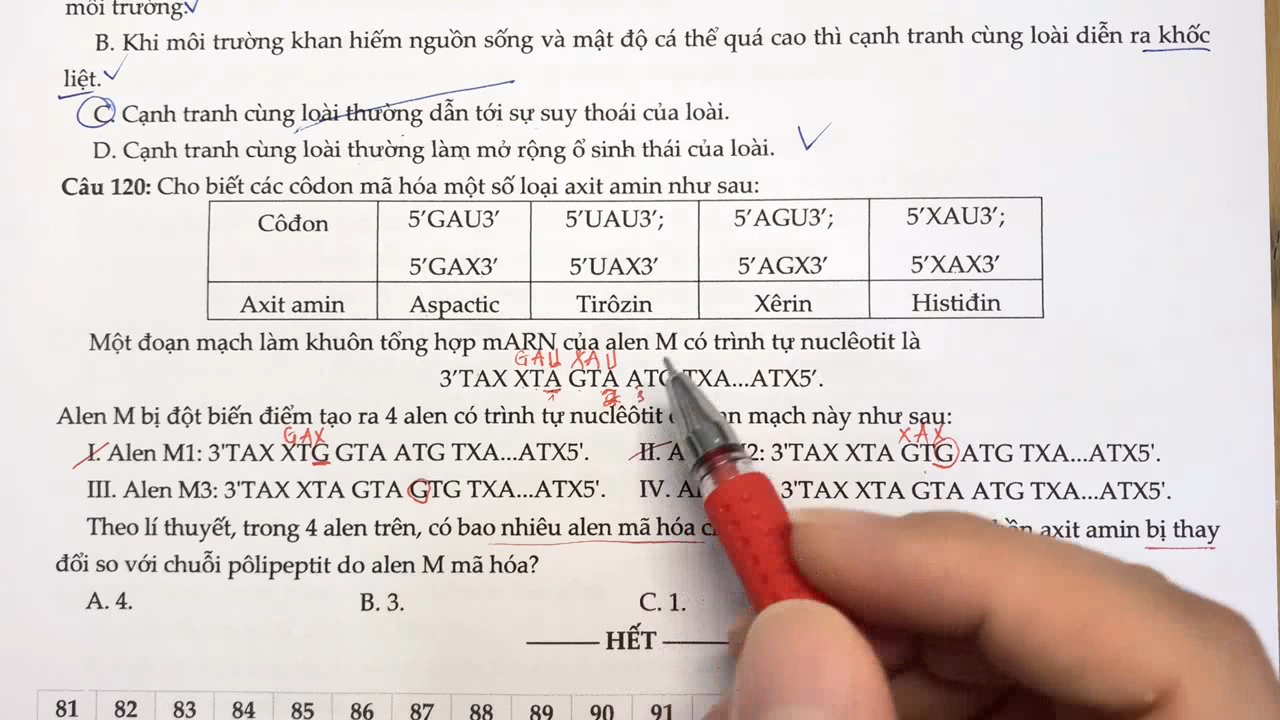 môi trường.
B. Khi môi trường khan hiếm nguồn sống và mật độ cá thể quá cao thì cạnh tranh cùng loài diễn ra khốc
liệt.
C. Cạnh tranh cùng loài thường dẫn tới sự suy thoái của loài.
D. Cạnh tranh cùng loài thường làm mở rộng ổ sinh thái của loài.
Câu 120: Cho biết các côdon mã hóa một số loại axit amin như sau:
Côđon 5'GAU3' 5'UAU3'; 5'AGU3'; 5'XAU3';
5'GAX3' 5'UAX3' 5'AGX3' 5'XAX3'
Axit amin Aspactic Tirôzin Xêrin Histiđin
Một đoạn mạch làm khuôn tổng hợp mARN của alen M có trình tự nuclêotit là
GAU XAU
3'TAX XTA GTA ATG TXA...ATX5'.
1 2 3
Alen M bị đột biến điểm tạo ra 4 alen có trình tự nuclêôtit mạch này như sau:
GAX XAX
I. Alen M1: 3'TAX XTG GTA ATG TXA...ATX5'. II. A 2: 3'TAX XTA GTG ATG TXA...ATX5'.
III. Alen M3: 3'TAX XTA GTA GTG TXA...ATX5'. IV. 3'TAX XTA GTA ATG TXA...ATX5'.
Theo lí thuyết, trong 4 alen trên, có bao nhiêu alen mã hóa axit amin bị thay
đổi so với chuỗi pôlipeptit do alen M mã hóa?
A. 4. B. 3. C. 1.
HẾT
81 82 83 84 85 86 87 88 89 90 91